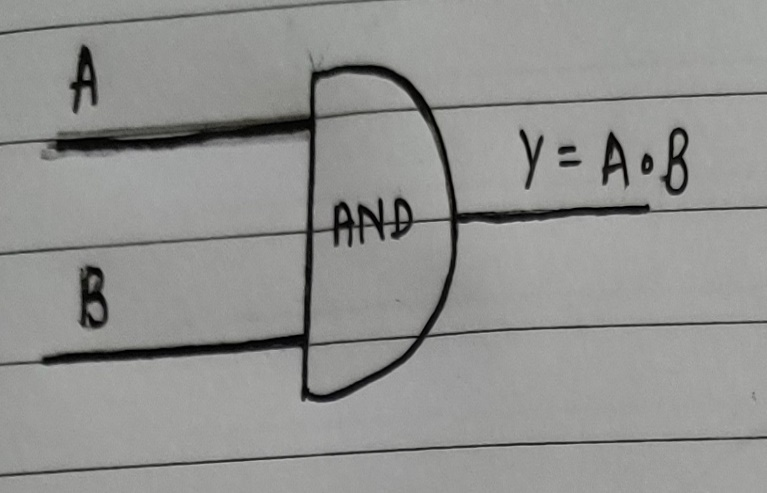 A
Y = A • B
AND
B